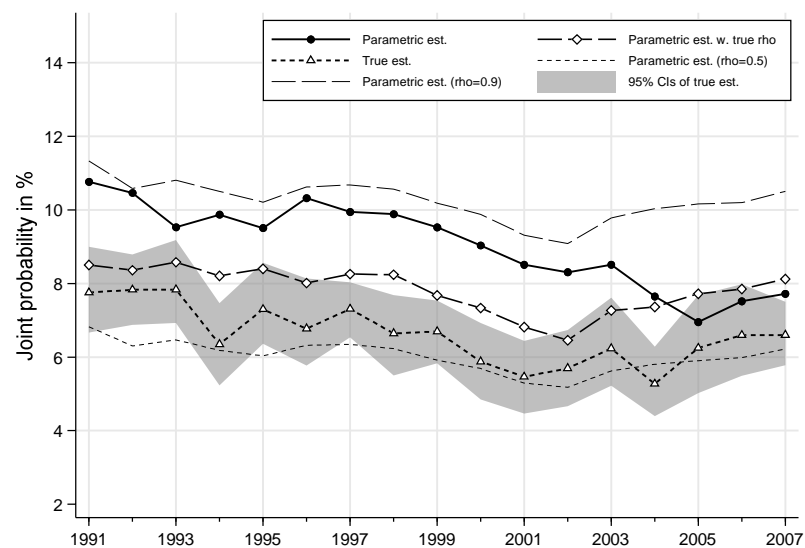 Parametric est.
True est.
Parametric est. (rho=0.9)
Parametric est. w. true rho
Parametric est. (rho=0.5)
95% CIs of true est.
Joint probability in %
14
12
10
8
6
4
2
1991 1993 1995 1997 1999 2001 2003 2005 2007